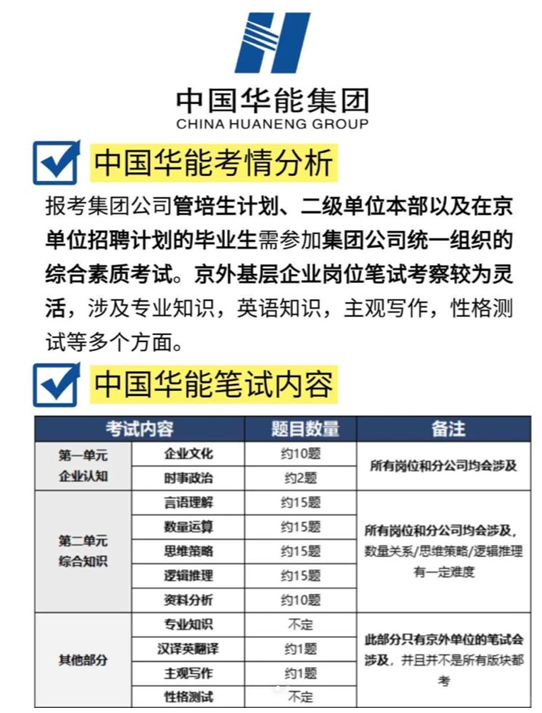 中国华能集团
CHINA HUANENG GROUP
中国华能考情分析
报考集团公司管培生计划、二级单位本部以及在京
单位招聘计划的毕业生需参加集团公司统一组织的
综合素质考试。京外基层企业岗位笔试考察较为灵
活，涉及专业知识，英语知识，主观写作，性格测
试等多个方面。
中国华能笔试内容
考试内容 题目数量 备注
第一单元
企业认知
企业文化 约10题
时事政治 约2题
所有岗位和分公司均会涉及
第二单元
综合知识
言语理解 约15题
数量运算 约15题
思维策略 约15题
逻辑推理 约15题
资料分析 约10题
所有岗位和分公司均会涉及，
数量关系/思维策略/逻辑推理
有一定难度
其他部分
专业知识 不定
汉译英翻译 约1题
主观写作 约1题
性格测试 不定
此部分只有京外单位的笔试会
涉及，并且并不是所有版块都
考